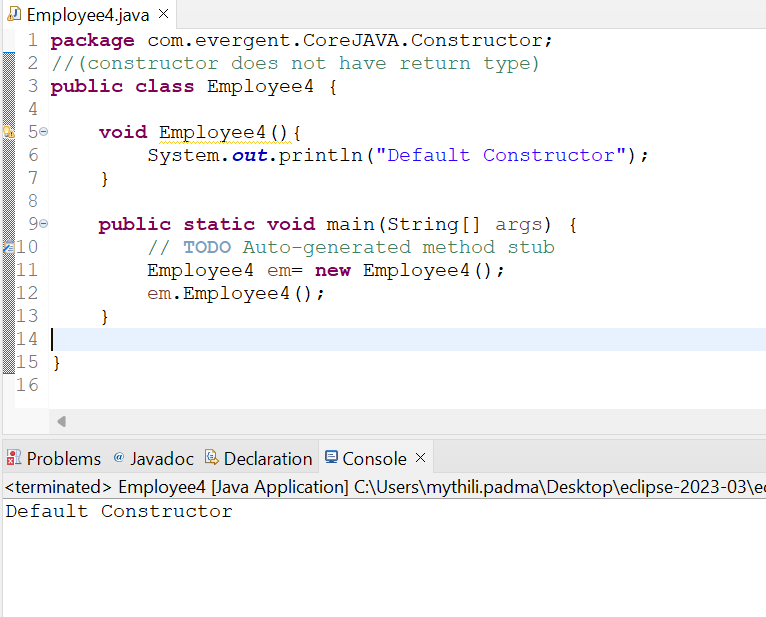 Employee4.java
1 package com.evergent.CoreJAVA.Constructor;
2 //(constructor does not have return type)
3 public class Employee4 {
4
5 void Employee4(){
6 System.out.println("Default Constructor");
7 }
8
9 public static void main(String[] args) {
10 // TODO Auto-generated method stub
11 Employee4 em= new Employee4();
12 em.Employee4();
13 }
14
15 }
16
Problems @ Javadoc Declaration Console
<terminated> Employee4 [Java Application] C:\Users\mythili.padma\Desktop\eclipse-2023-03\ec
Default Constructor